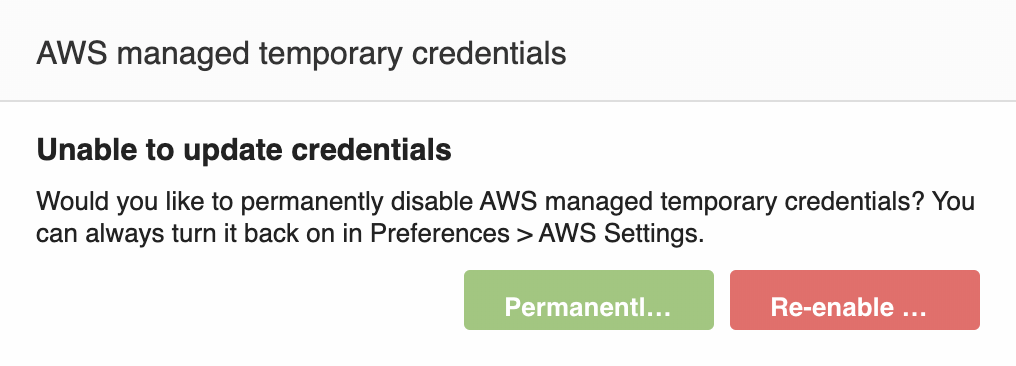 AWS managed temporary credentials
Unable to update credentials
Would you like to permanently disable AWS managed temporary credentials? You
can always turn it back on in Preferences > AWS Settings.
Permanentl... Re-enable ...